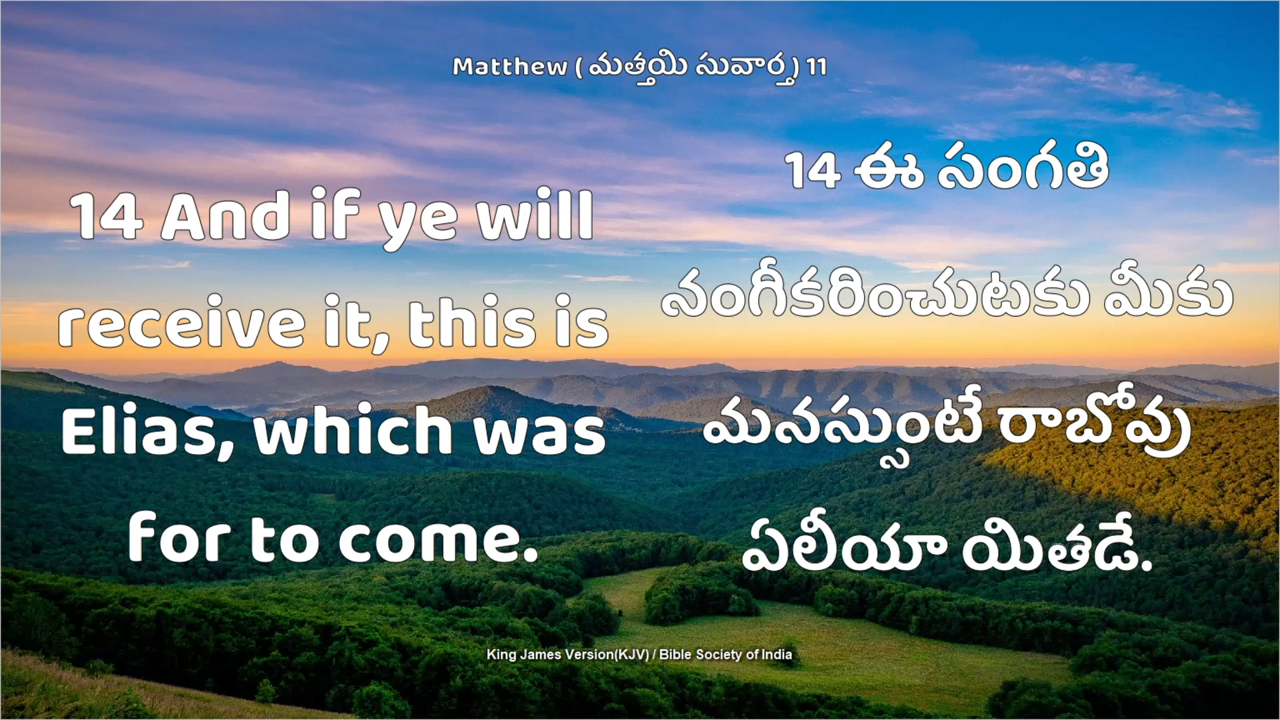 Matthew ( మత్తయి సువార్త ) 11
14 And if ye will
receive it, this is
Elias, which was
for to come.
14 ఈ సంగతి
నంగీకరించుటకు మీకు
మనస్సుంటే రాబోవు
ఏలీయా యితడే.
King James Version(KJV) / Bible Society of India